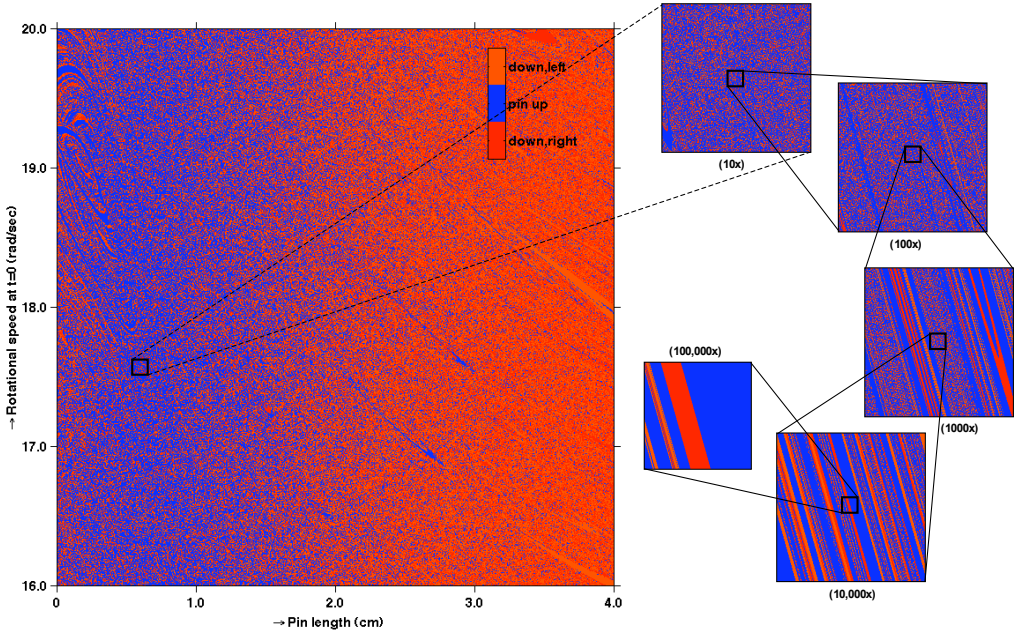 20.0
19.0
18.0
17.0
16.0
→ Rotational speed at t=0 (rad/sec)
0
1.0
2.0
3.0
4.0
→ Pin length (cm)
down,left
pin up
down,right
(10x)
(100x)
(1000x)
(10,000x)
(100,000x)